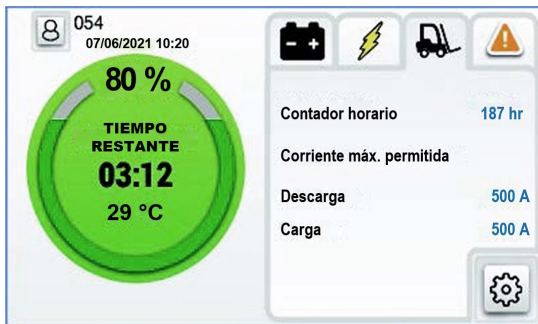 054
07/06/2021 10:20
80 %
TIEMPO
RESTANTE
03:12
29 °C
Contador horario 187 hr
Corriente máx. permitida
Descarga 500 A
Carga 500 A